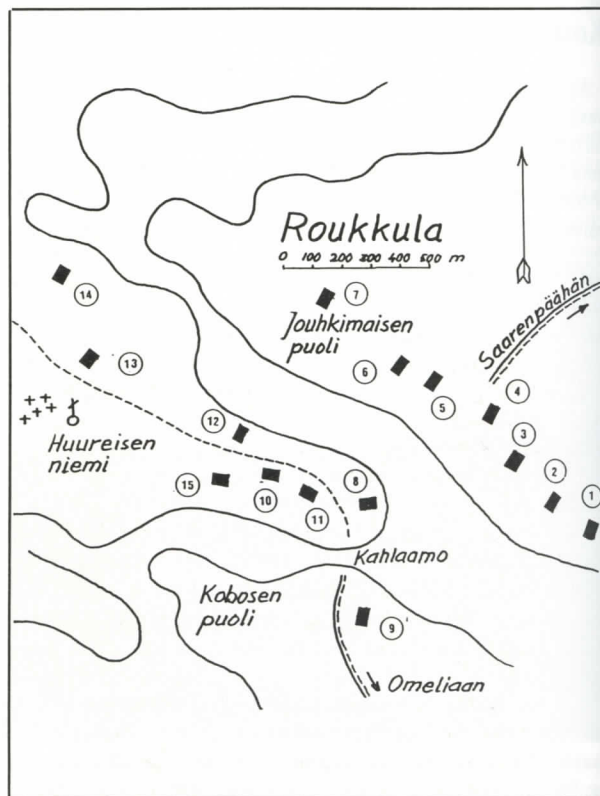 Roukkula
0 100 200 300 400 500 m
7
Jouhkimaisen
puoli
Saarenpäähän
14
6
13
5
4
12
3
Huureisen
niemi
15
10
11
8
2
1
Kahlaamo
Kobosen
puoli
9
Omeliaan